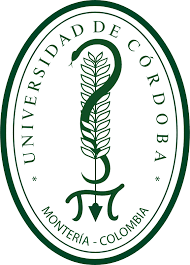 * UNIVERSIDAD DE CÓRDOBA *
MONTERÍA - COLOMBIA